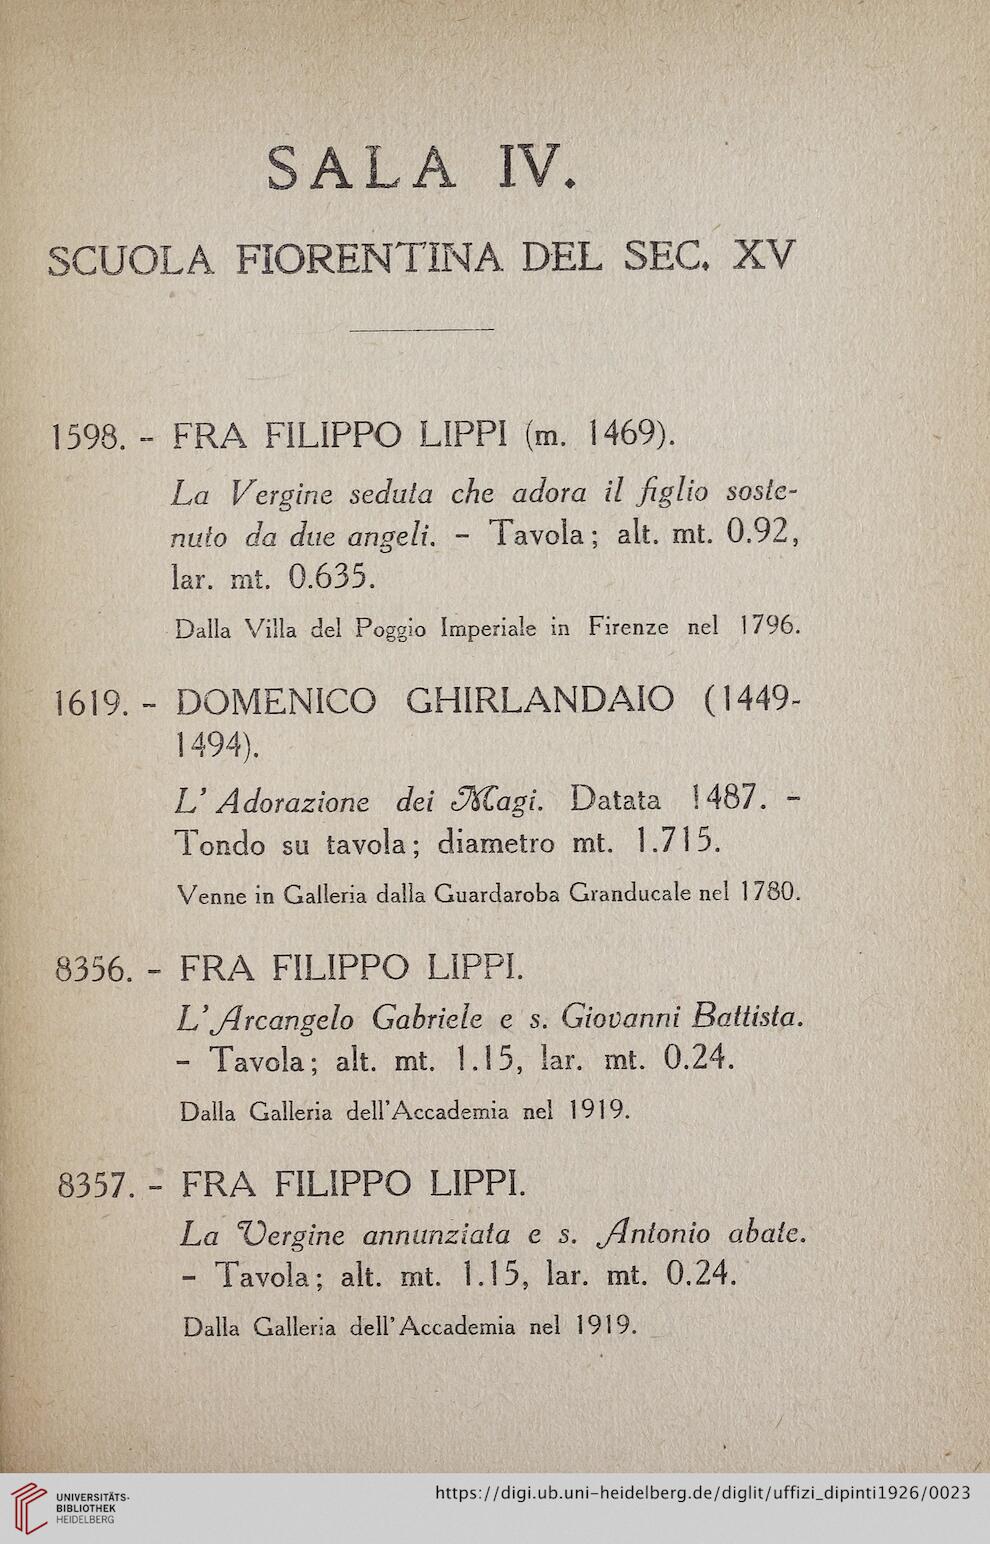 SALA IV.
SCUOLA FIORENTINA DEL SEC. XV
1598. - FRA FILIPPO LIPPI (m. 1469).
La Vergine seduta che adora il figlio soste-
nuto da due angeli. - Tavola; alt. mt. 0.92,
lar. mt. 0.635.
Dalla Villa del Poggio Imperiale in Firenze nel 1796.
1619. - DOMENICO GHIRLANDAIO (1449-
1494).
L' Adorazione dei Magi. Datata 1487. -
Tondo su tavola; diametro mt. 1.715.
Venne in Galleria dalla Guardaroba Granducale nel 1780.
8356. - FRA FILIPPO LIPPI.
L'Arcangelo Gabriele e s. Giovanni Battista.
- Tavola; alt. mt. 1.15, lar. mt. 0.24.
Dalla Galleria dell'Accademia nel 1919.
8357. - FRA FILIPPO LIPPI.
La Vergine annunziata e s. Antonio abate.
- Tavola; alt. mt. 1.15, lar. mt. 0.24.
Dalla Galleria dell'Accademia nel 1919.
UNIVERSITÄTS-
BIBLIOTHEK
HEIDELBERG
https://digi.ub.uni-heidelberg.de/diglit/uffizi_dipinti1926/0023